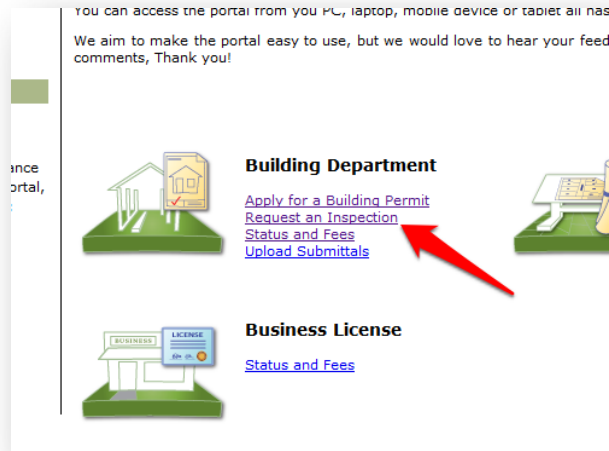 You can access the portal from you PC, laptop, mobile device or tablet all has
We aim to make the portal easy to use, but we would love to hear your feed
comments, Thank you!
ance
ortal,
Building Department
Apply for a Building Permit
Request an Inspection
Status and Fees
Upload Submittals
Business License
BUSINESS
LICENSE
Status and Fees